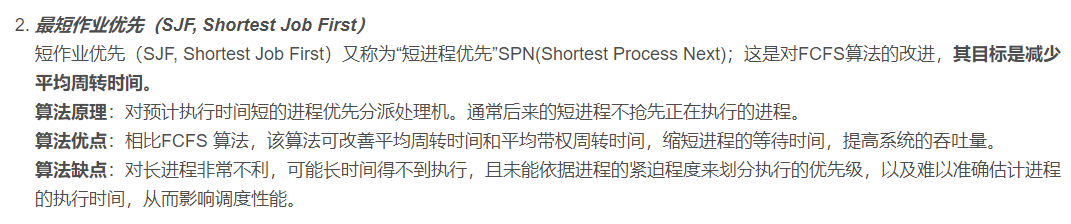 2. 最短作业优先（SJF, Shortest Job First）
短作业优先（SJF, Shortest Job First）又称为“短进程优先”SPN(Shortest Process Next)；这是对FCFS算法的改进，其目标是减少
平均周转时间。
算法原理：对预计执行时间短的进程优先分派处理机。通常后来的短进程不抢先正在执行的进程。
算法优点：相比FCFS 算法，该算法可改善平均周转时间和平均带权周转时间，缩短进程的等待时间，提高系统的吞吐量。
算法缺点：对长进程非常不利，可能长时间得不到执行，且未能依据进程的紧迫程度来划分执行的优先级，以及难以准确估计进程
的执行时间，从而影响调度性能。